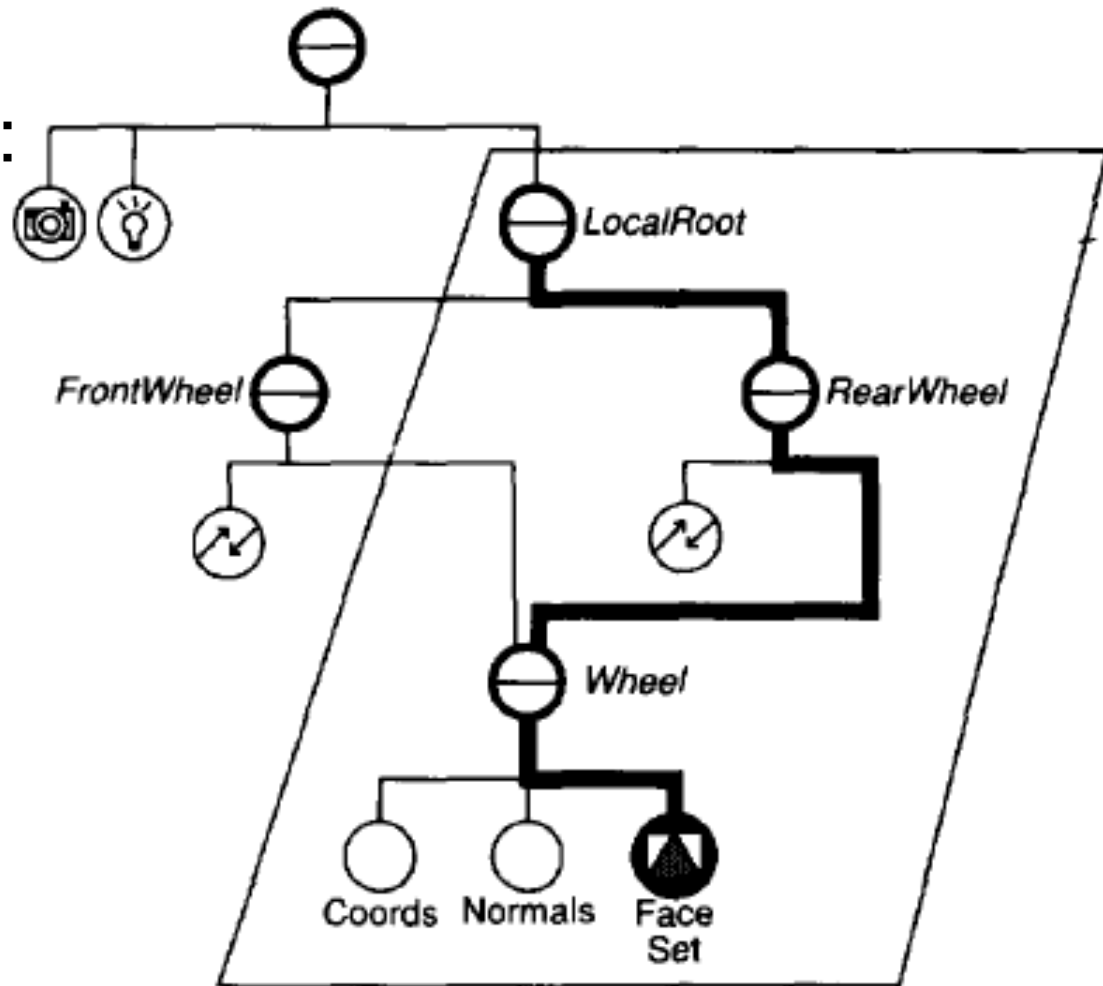 LocalRoot
FrontWheel
RearWheel
Wheel
Coords
Normals
Face
Set